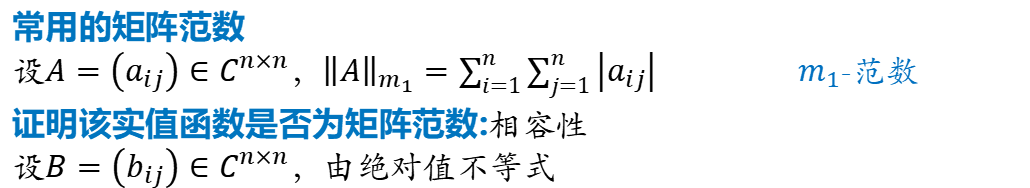 常用的矩阵范数
设A = (a_{ij}) ∈ C^{n×n}，‖A‖_{m_1} = ∑_{i=1}^{n} ∑_{j=1}^{n} |a_{ij}| m_1-范数
证明该实值函数是否为矩阵范数:相容性
设B = (b_{ij}) ∈ C^{n×n}，由绝对值不等式